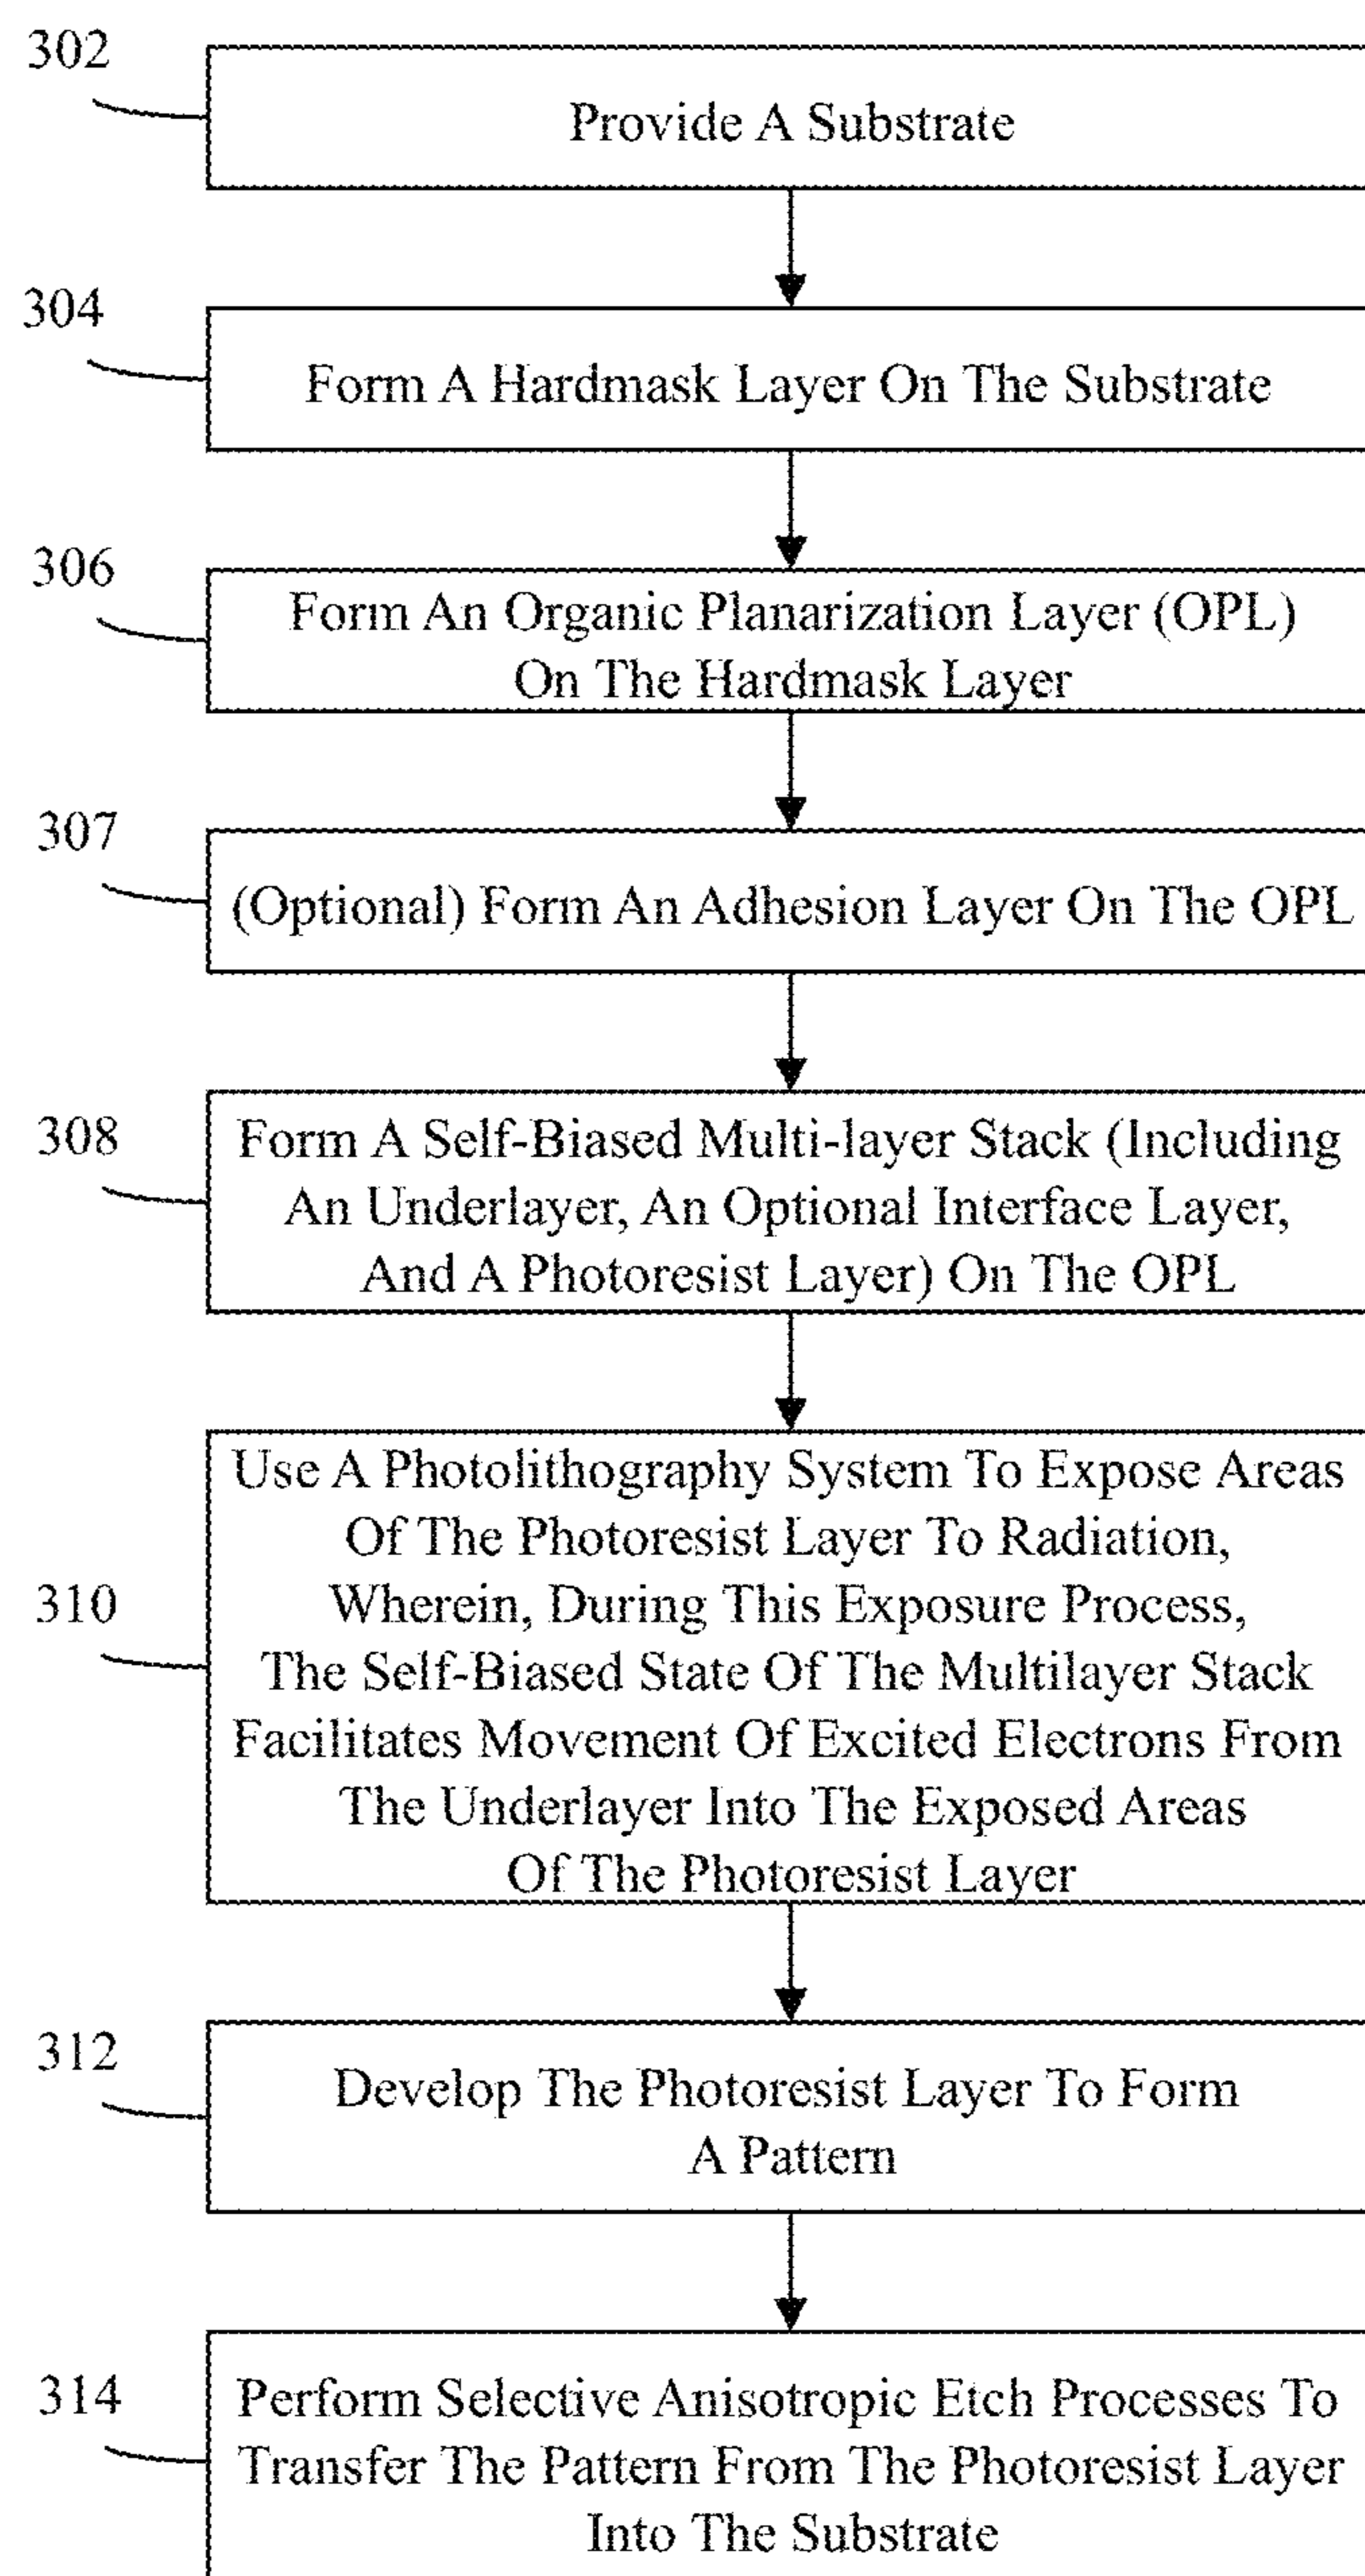 302
Provide A Substrate
304
Form A Hardmask Layer On The Substrate
306
Form An Organic Planarization Layer (OPL)
On The Hardmask Layer
307
(Optional) Form An Adhesion Layer On The OPL
308
Form A Self-Biased Multi-layer Stack (Including
An Underlayer, An Optional Interface Layer,
And A Photoresist Layer) On The OPL
310
Use A Photolithography System To Expose Areas
Of The Photoresist Layer To Radiation,
Wherein, During This Exposure Process,
The Self-Biased State Of The Multilayer Stack
Facilitates Movement Of Excited Electrons From
The Underlayer Into The Exposed Areas
Of The Photoresist Layer
312
Develop The Photoresist Layer To Form
A Pattern
314
Perform Selective Anisotropic Etch Processes To
Transfer The Pattern From The Photoresist Layer
Into The Substrate